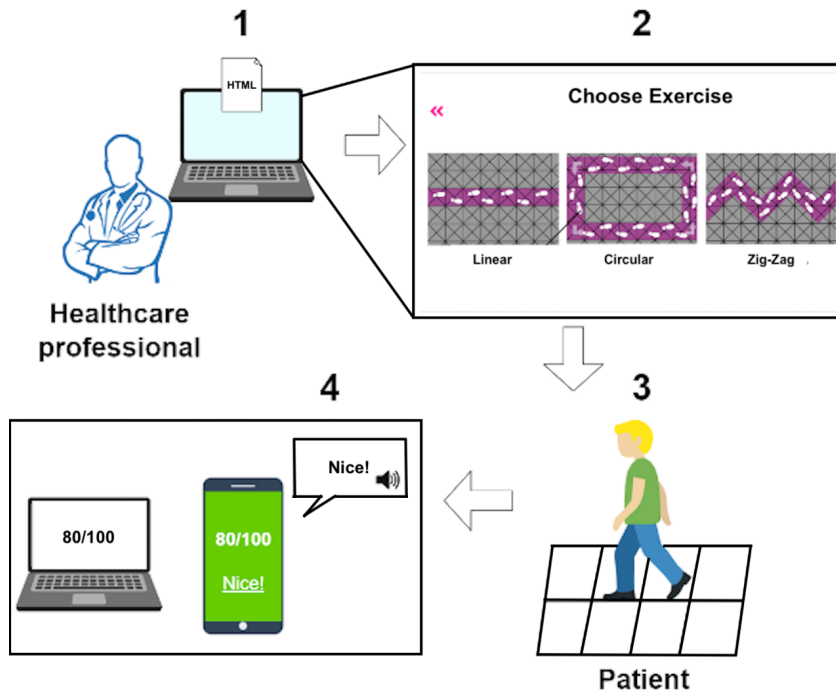 1
HTML
Healthcare
professional
2
«
Choose Exercise
Linear
Circular
Zig-Zag
3
Patient
4
80/100
80/100
Nice!
Nice!